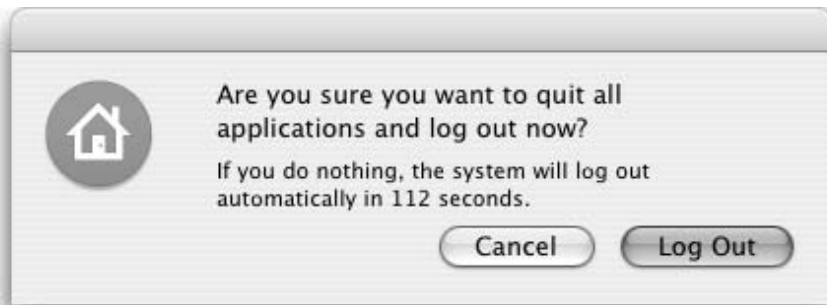 Are you sure you want to quit all
applications and log out now?
If you do nothing, the system will log out
automatically in 112 seconds.
Cancel Log Out